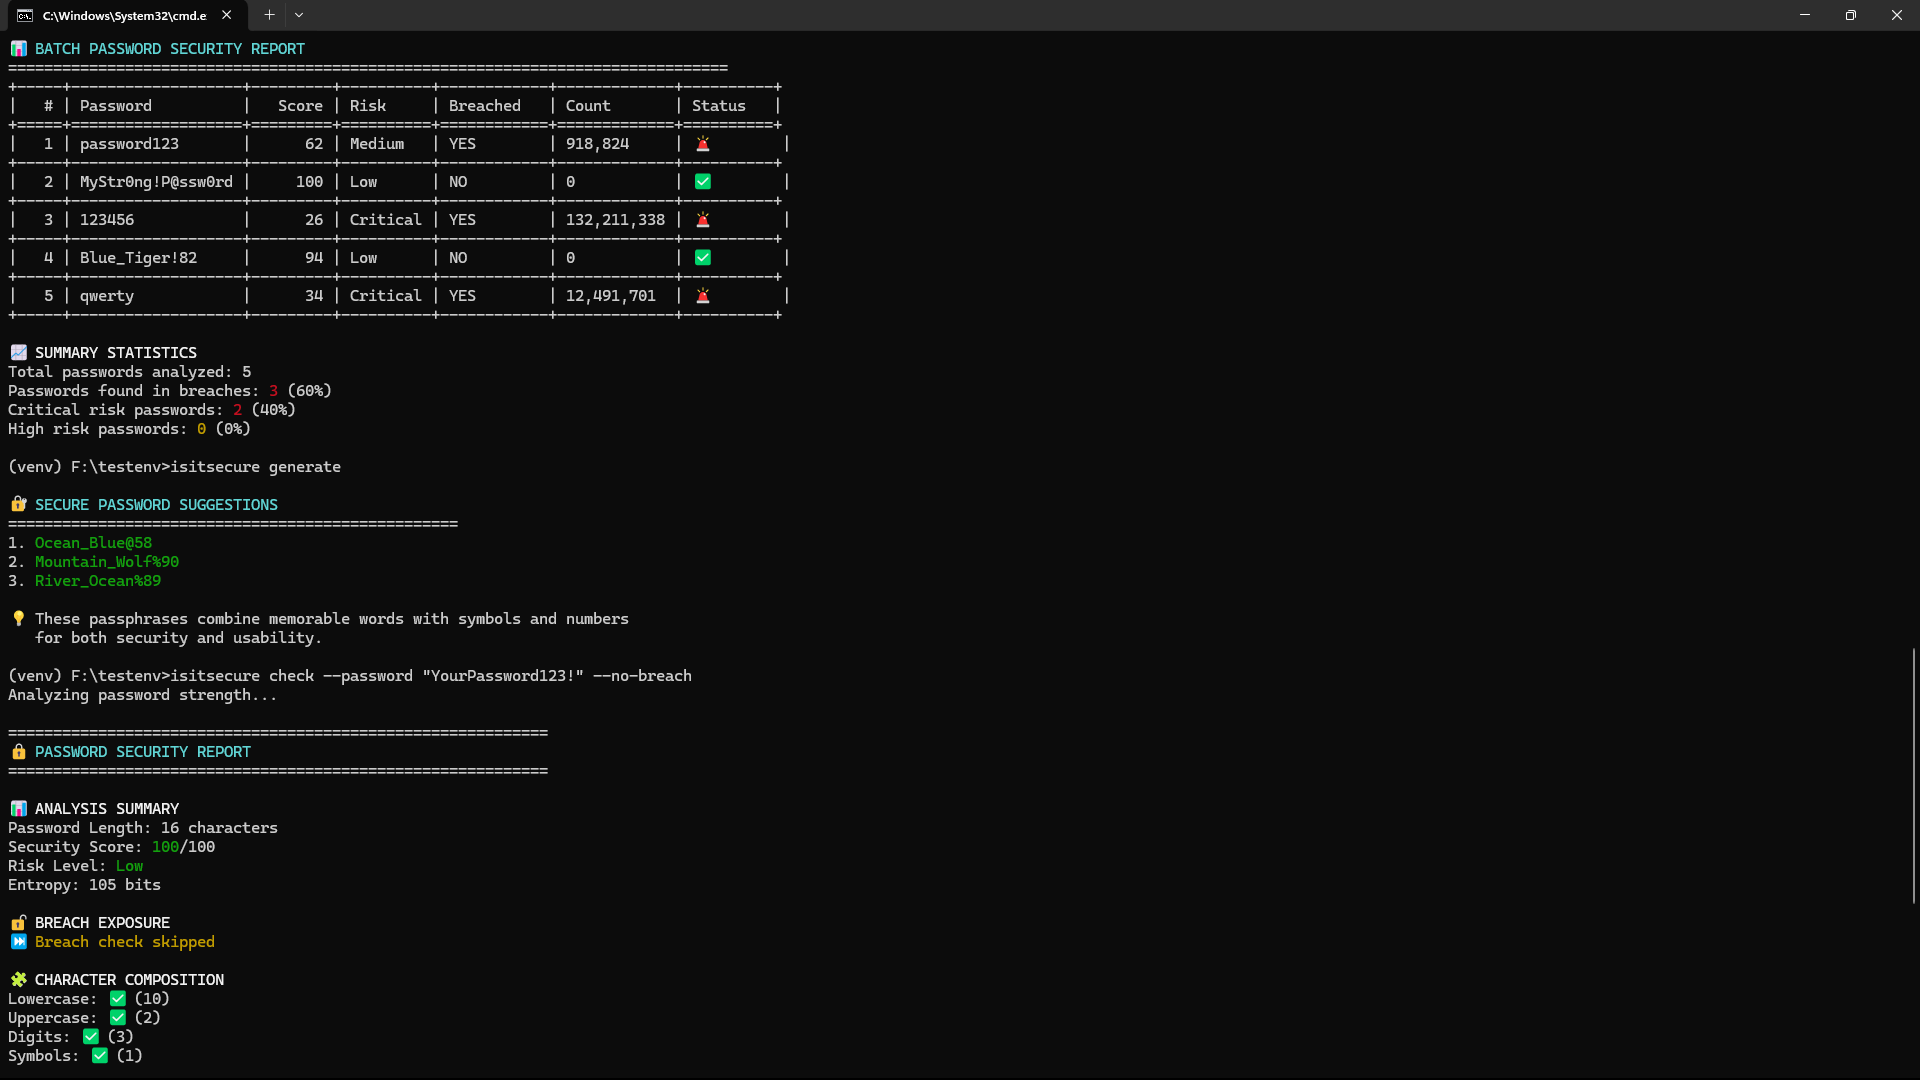 C:\Windows\System32\cmd.e
📊 BATCH PASSWORD SECURITY REPORT
================================================================================
+-----+-------------------+---------+----------+------------+-------------+----------+
|   # | Password          |   Score | Risk     | Breached   | Count       | Status   |
+=====+===================+=========+==========+============+=============+==========+
|   1 | password123       |      62 | Medium   | YES        | 918,824     | 🚨        |
+-----+-------------------+---------+----------+------------+-------------+----------+
|   2 | MyStr0ng!P@ssw0rd |     100 | Low      | NO         | 0           | ✅        |
+-----+-------------------+---------+----------+------------+-------------+----------+
|   3 | 123456            |      26 | Critical | YES        | 132,211,338 | 🚨        |
+-----+-------------------+---------+----------+------------+-------------+----------+
|   4 | Blue_Tiger!82     |      94 | Low      | NO         | 0           | ✅        |
+-----+-------------------+---------+----------+------------+-------------+----------+
|   5 | qwerty            |      34 | Critical | YES        | 12,491,701  | 🚨        |
+-----+-------------------+---------+----------+------------+-------------+----------+
📈 SUMMARY STATISTICS
Total passwords analyzed: 5
Passwords found in breaches: 3 (60%)
Critical risk passwords: 2 (40%)
High risk passwords: 0 (0%)
(venv) F:\testenv>isitsecure generate
🔐 SECURE PASSWORD SUGGESTIONS
==================================================
1. Ocean_Blue@58
2. Mountain_Wolf%90
3. River_Ocean%89
💡 These passphrases combine memorable words with symbols and numbers
for both security and usability.
(venv) F:\testenv>isitsecure check --password "YourPassword123!" --no-breach
Analyzing password strength...
============================================================
🔒 PASSWORD SECURITY REPORT
============================================================
📊 ANALYSIS SUMMARY
Password Length: 16 characters
Security Score: 100/100
Risk Level: Low
Entropy: 105 bits
🔓 BREACH EXPOSURE
⏭️ Breach check skipped
🧩 CHARACTER COMPOSITION
Lowercase: ✅ (10)
Uppercase: ✅ (2)
Digits: ✅ (3)
Symbols: ✅ (1)